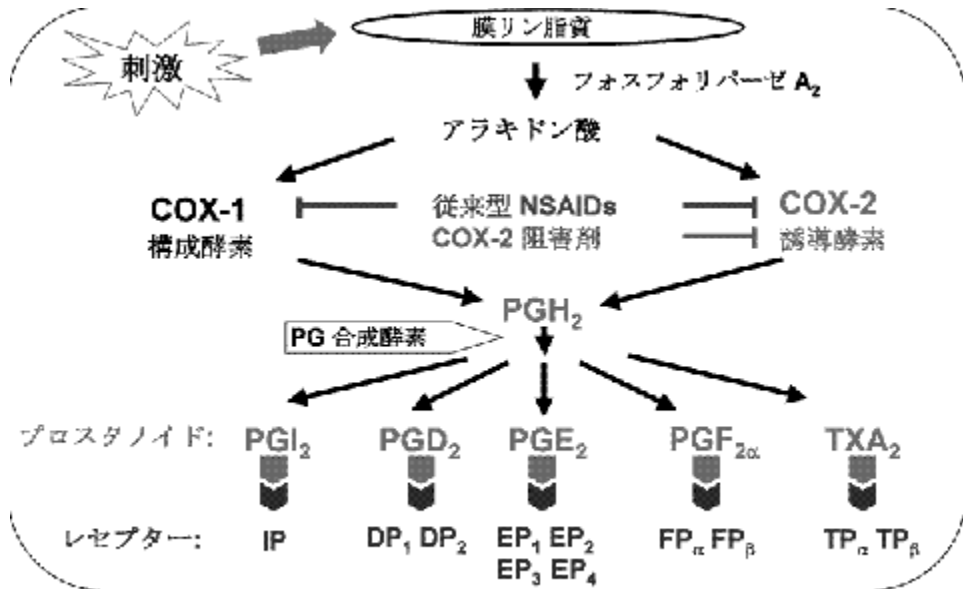 膜リン脂質
刺激
フォスフォリパーゼ A₂
アラキドン酸
COX-1 従来型 NSAIDs COX-2
構成酵素 COX-2 阻害剤 誘導酵素
PGH₂
PG 合成酵素
プロスタノイド: PGI₂ PGD₂ PGE₂ PGF₂α TXA₂
レセプター: IP DP₁ DP₂ EP₁ EP₂ FPα FPβ TPα TPβ
EP₃ EP₄